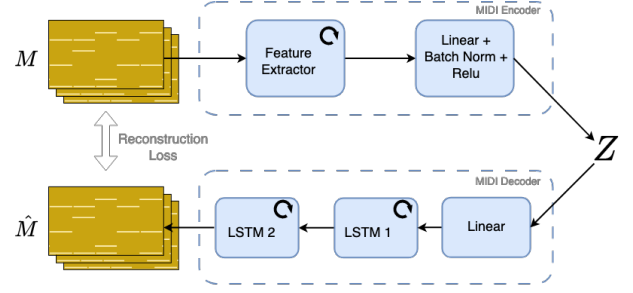 MIDI Encoder
M
Feature
Extractor
Linear +
Batch Norm +
Relu
Reconstruction
Loss
Z
MIDI Decoder
M̂
LSTM 2
LSTM 1
Linear